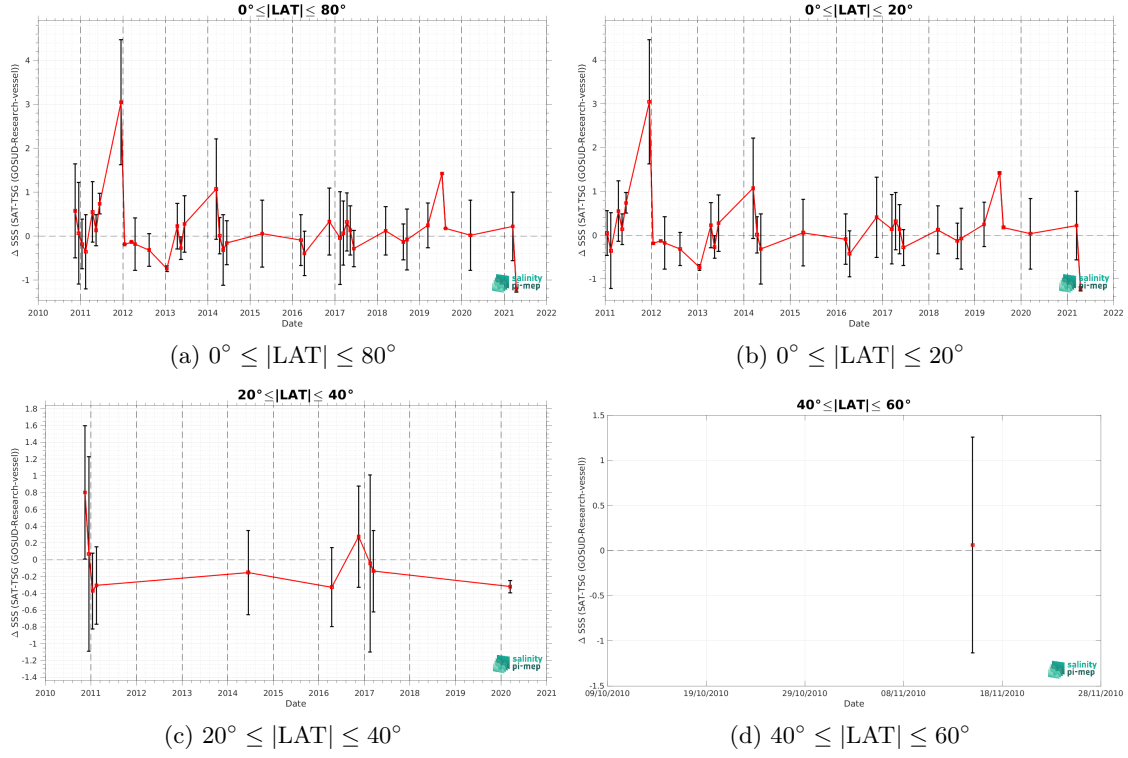 0°≤|LAT|≤ 80°
Δ SSS (SAT-TSG (GOSUD-Research-vessel))
4
3
2
1
0
-1
2010 2011 2012 2013 2014 2015 2016 2017 2018 2019 2020 2021 2022
Date
salinity
pi-mep
(a) 0° ≤ |LAT| ≤ 80°
0°≤|LAT|≤ 20°
Δ SSS (SAT-TSG (GOSUD-Research-vessel))
4
3
2
1
0
-1
2011 2012 2013 2014 2015 2016 2017 2018 2019 2020 2021 2022
Date
salinity
pi-mep
(b) 0° ≤ |LAT| ≤ 20°
20°≤|LAT|≤ 40°
Δ SSS (SAT-TSG (GOSUD-Research-vessel))
1.8
1.6
1.4
1.2
1
0.8
0.6
0.4
0.2
0
-0.2
-0.4
-0.6
-0.8
-1
-1.2
-1.4
2010 2011 2012 2013 2014 2015 2016 2017 2018 2019 2020 2021
Date
salinity
pi-mep
(c) 20° ≤ |LAT| ≤ 40°
40°≤|LAT|≤ 60°
Δ SSS (SAT-TSG (GOSUD-Research-vessel))
1.5
1
0.5
0
-0.5
-1
-1.5
09/10/2010 19/10/2010 29/10/2010 08/11/2010 18/11/2010 28/11/2010
Date
salinity
pi-mep
(d) 40° ≤ |LAT| ≤ 60°